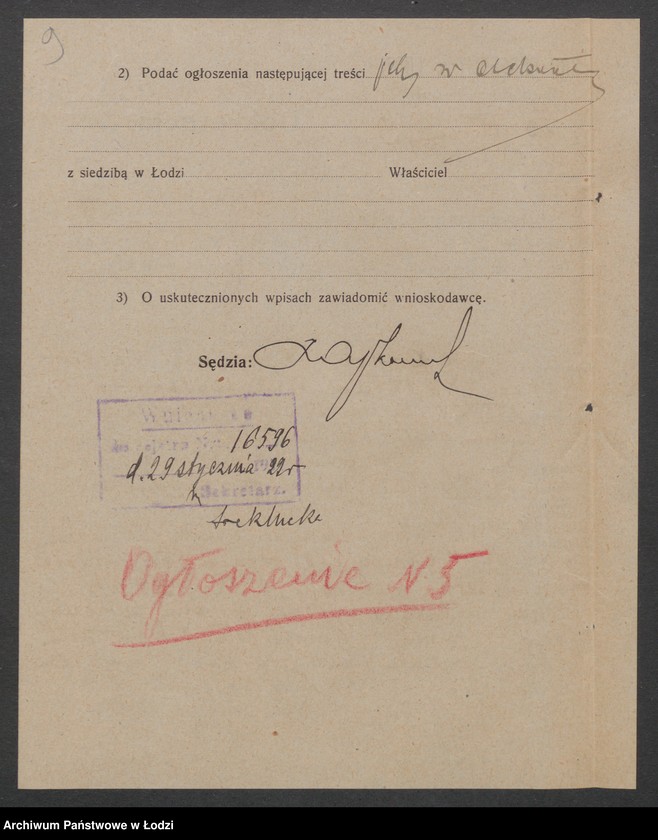 9
2) Podać ogłoszenia następującej treści w
z siedzibą w Łodzi Właściciel
3) O uskutecznionych wpisach zawiadomić wnioskodawcę.
Sędzia:
16596
d. 29 stycznia 22 r
Sekretarz.
Ogłoszenie N 5
Archiwum Państwowe w Łodzi